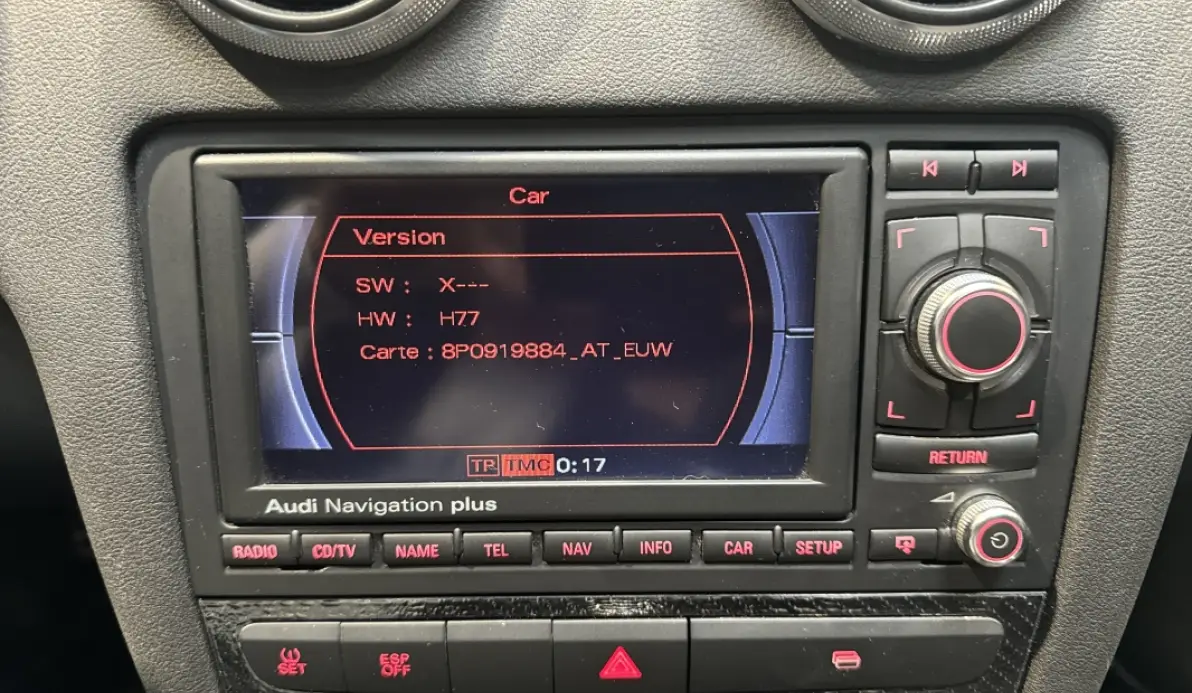 Car
Version
SW : X---
HW : H77
Carte : 8P0919884_AT_EUW
TP TMC 0:17
Audi Navigation plus
RETURN
RADIO CD/TV NAME TEL NAV INFO CAR SETUP
SET ESP OFF